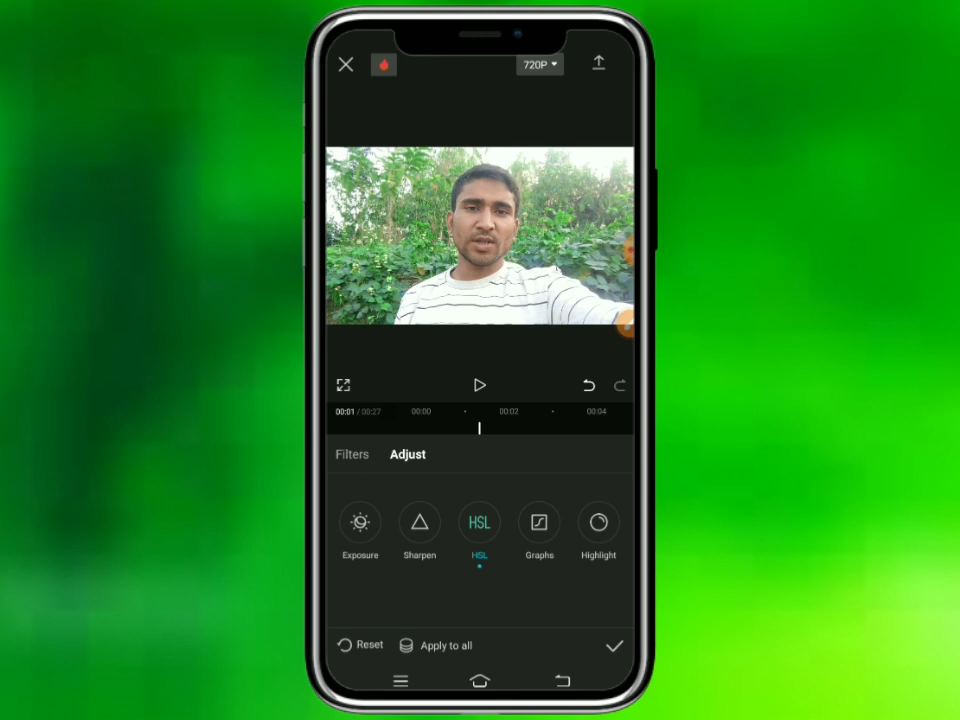 720P
00:01 / 00:27 00:00 00:02 00:04
Filters Adjust
HSL
Exposure Sharpen HSL Graphs Highlight
Reset Apply to all